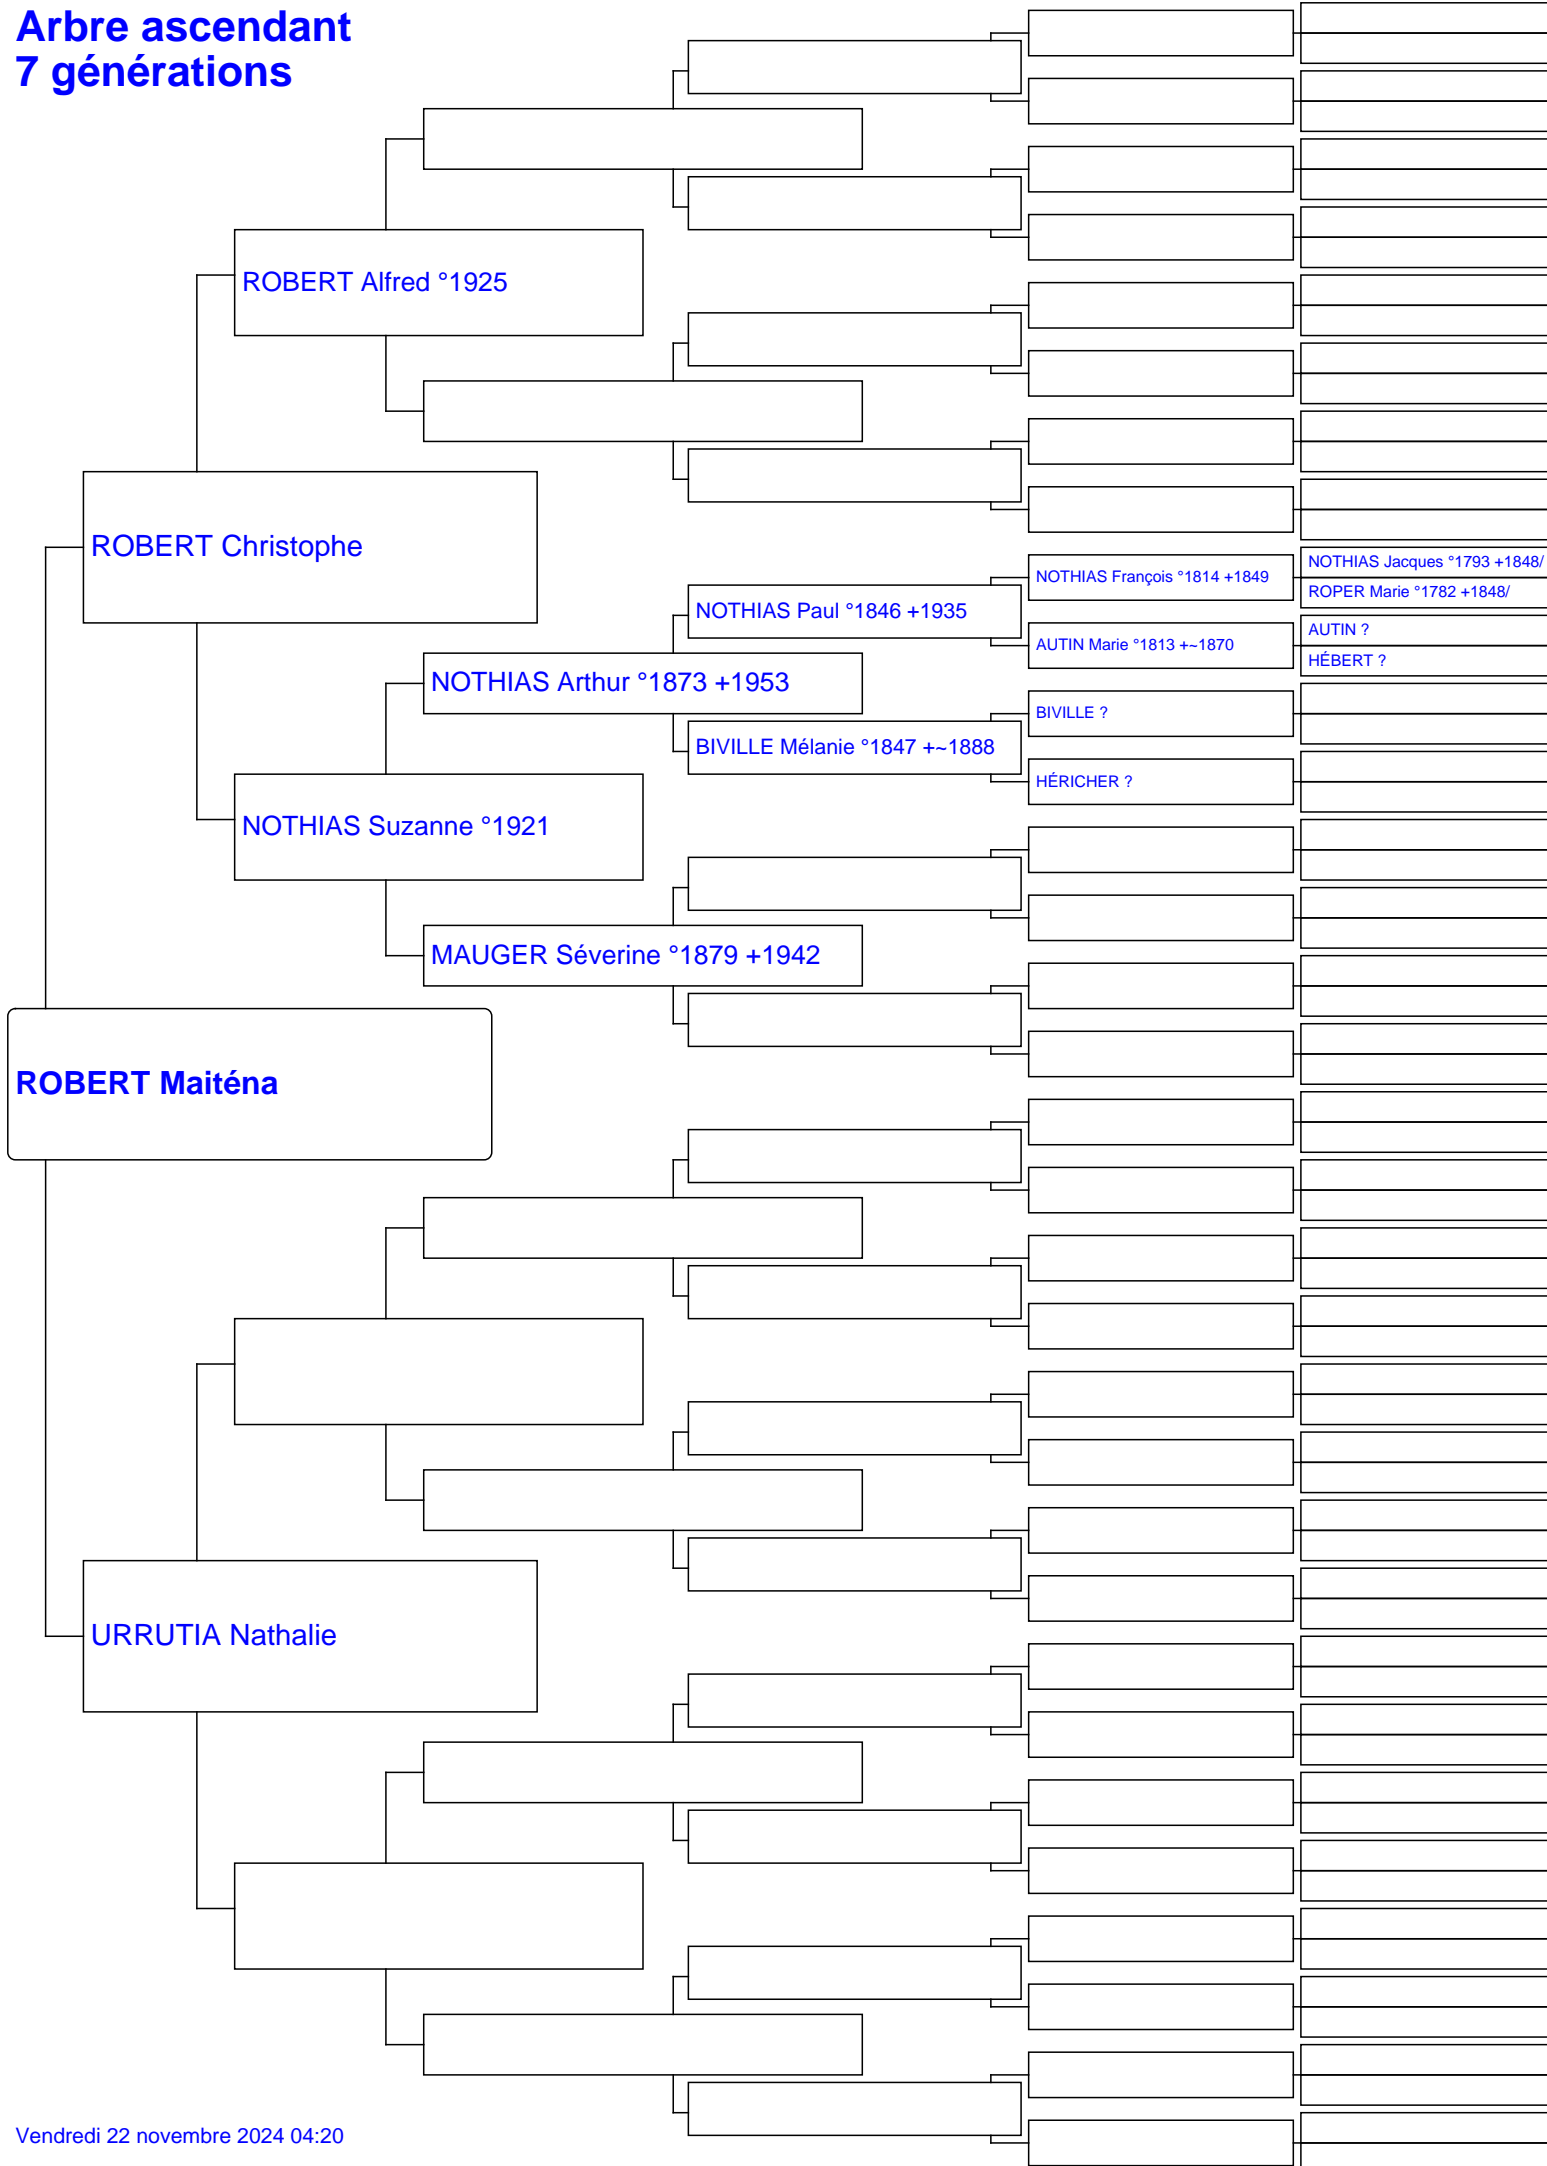 Arbre ascendant
7 générations
ROBERT Alfred °1925
ROBERT Christophe
NOTHIAS François °1814 +1849
NOTHIAS Jacques °1793 +1848/
ROPER Marie °1782 +1848/
NOTHIAS Paul °1846 +1935
AUTIN Marie °1813 +~1870
AUTIN ?
HÉBERT ?
NOTHIAS Arthur °1873 +1953
BIVILLE ?
BIVILLE Mélanie °1847 +~1888
HÉRICHER ?
NOTHIAS Suzanne °1921
MAUGER Séverine °1879 +1942
ROBERT Maiténa
URRUTIA Nathalie
Vendredi 22 novembre 2024 04:20